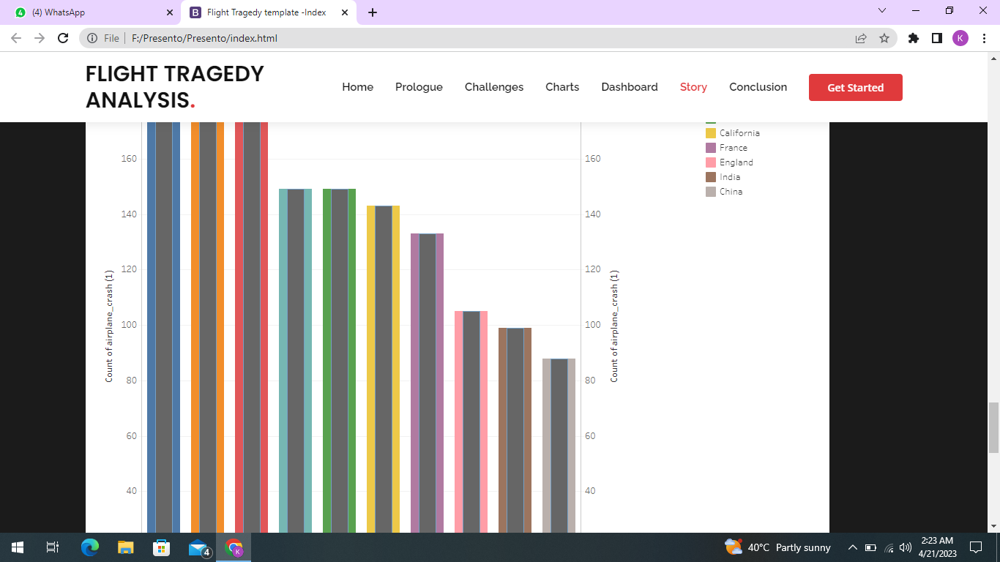 (4) WhatsApp
Flight Tragedy template -Index
File
F:/Presento/Presento/index.html
K
FLIGHT TRAGEDY
ANALYSIS.
Home Prologue Challenges Charts Dashboard Story Conclusion Get Started
California
France
England
India
China
160 160
140 140
120 120
100 100
80 80
60 60
40 40
Count of airplane_crash (1)
Count of airplane_crash (1)
4
K
40°C Partly sunny
2:23 AM
4/21/2023